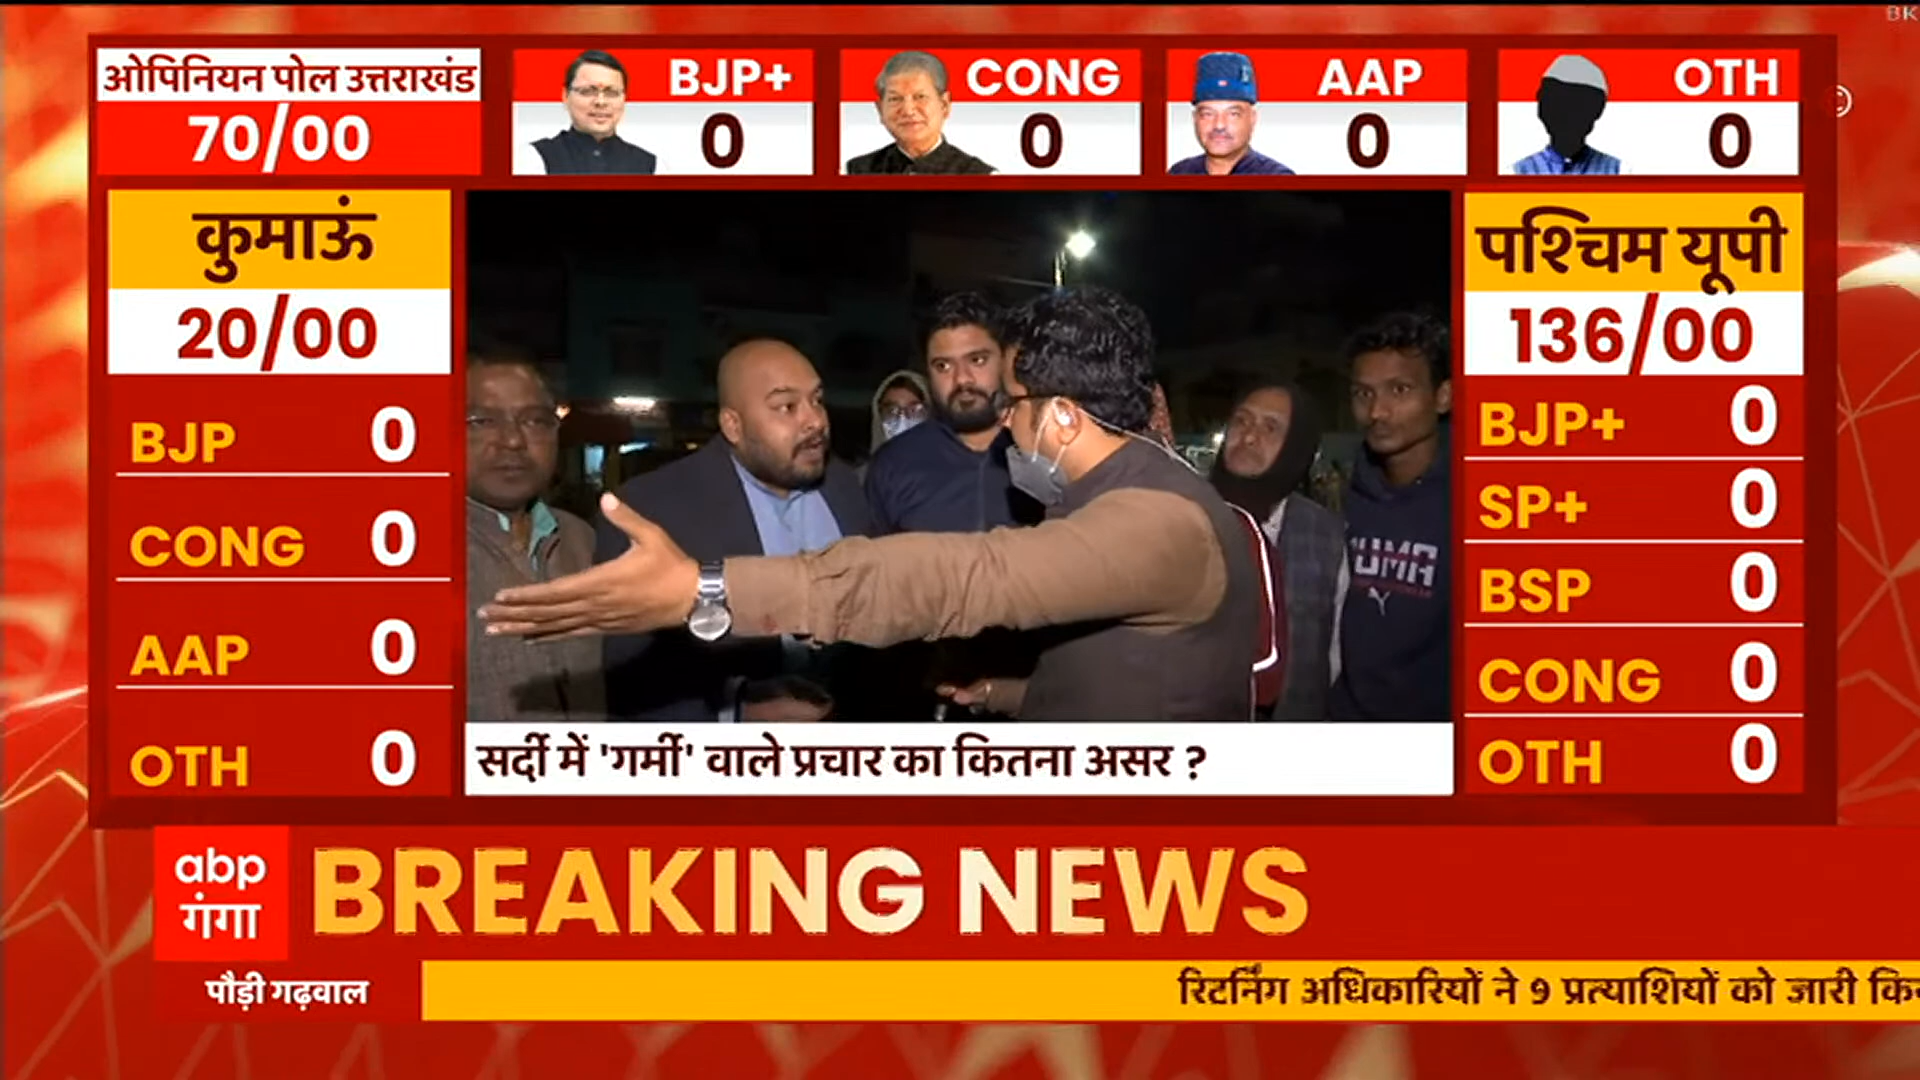 BK
ओपिनियन पोल उत्तराखंड
70/00
BJP+
0
CONG
0
AAP
0
OTH
0
कुमाऊं
20/00
BJP 0
CONG 0
AAP 0
OTH 0
पश्चिम यूपी
136/00
BJP+ 0
SP+ 0
BSP 0
CONG 0
OTH 0
सर्दी में 'गर्मी' वाले प्रचार का कितना असर ?
abp
गंगा
BREAKING NEWS
पौड़ी गढ़वाल
रिटर्निंग अधिकारियों ने 9 प्रत्याशियों को जारी